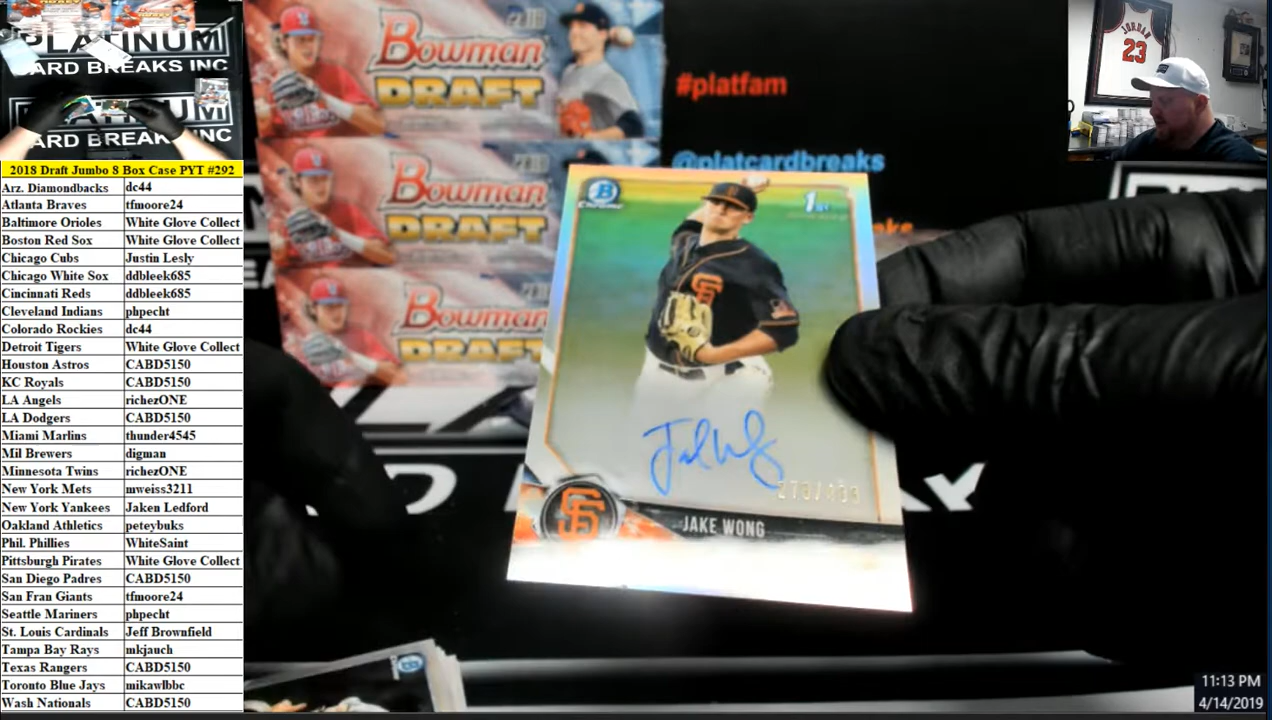 PLATINUM
CARD BREAKS INC
ARD BREAKS INC
2018 Draft Jumbo 8 Box Case PYT #292
Arz. Diamondbacks dc44
Atlanta Braves tfmoore24
Baltimore Orioles White Glove Collect
Boston Red Sox White Glove Collect
Chicago Cubs Justin Lesly
Chicago White Sox ddbleek685
Cincinnati Reds ddbleek685
Cleveland Indians phpecht
Colorado Rockies dc44
Detroit Tigers White Glove Collect
Houston Astros CABD5150
KC Royals CABD5150
LA Angels richezONE
LA Dodgers CABD5150
Miami Marlins thunder4545
Mil Brewers digman
Minnesota Twins richezONE
New York Mets mweiss3211
New York Yankees Jaken Ledford
Oakland Athletics peteybuks
Phil. Phillies WhiteSaint
Pittsburgh Pirates White Glove Collect
San Diego Padres CABD5150
San Fran Giants tfmoore24
Seattle Mariners phpecht
St. Louis Cardinals Jeff Brownfield
Tampa Bay Rays mkjauch
Texas Rangers CABD5150
Toronto Blue Jays mikawlbbc
Wash Nationals CABD5150
2018
Bowman
DRAFT
Bowman
DRAFT
Bowman
DRAFT
#platfam
@platcardbreaks
JORDAN
23
B
Chrome
1st
SF
JAKE WONG
11:13 PM
4/14/2019